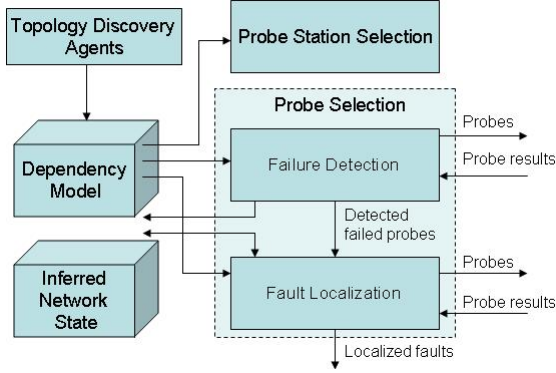 Topology Discovery
Agents
Probe Station Selection
Probe Selection
Dependency
Model
Failure Detection
Probes
Probe results
Detected
failed probes
Inferred
Network
State
Fault Localization
Probes
Probe results
Localized faults